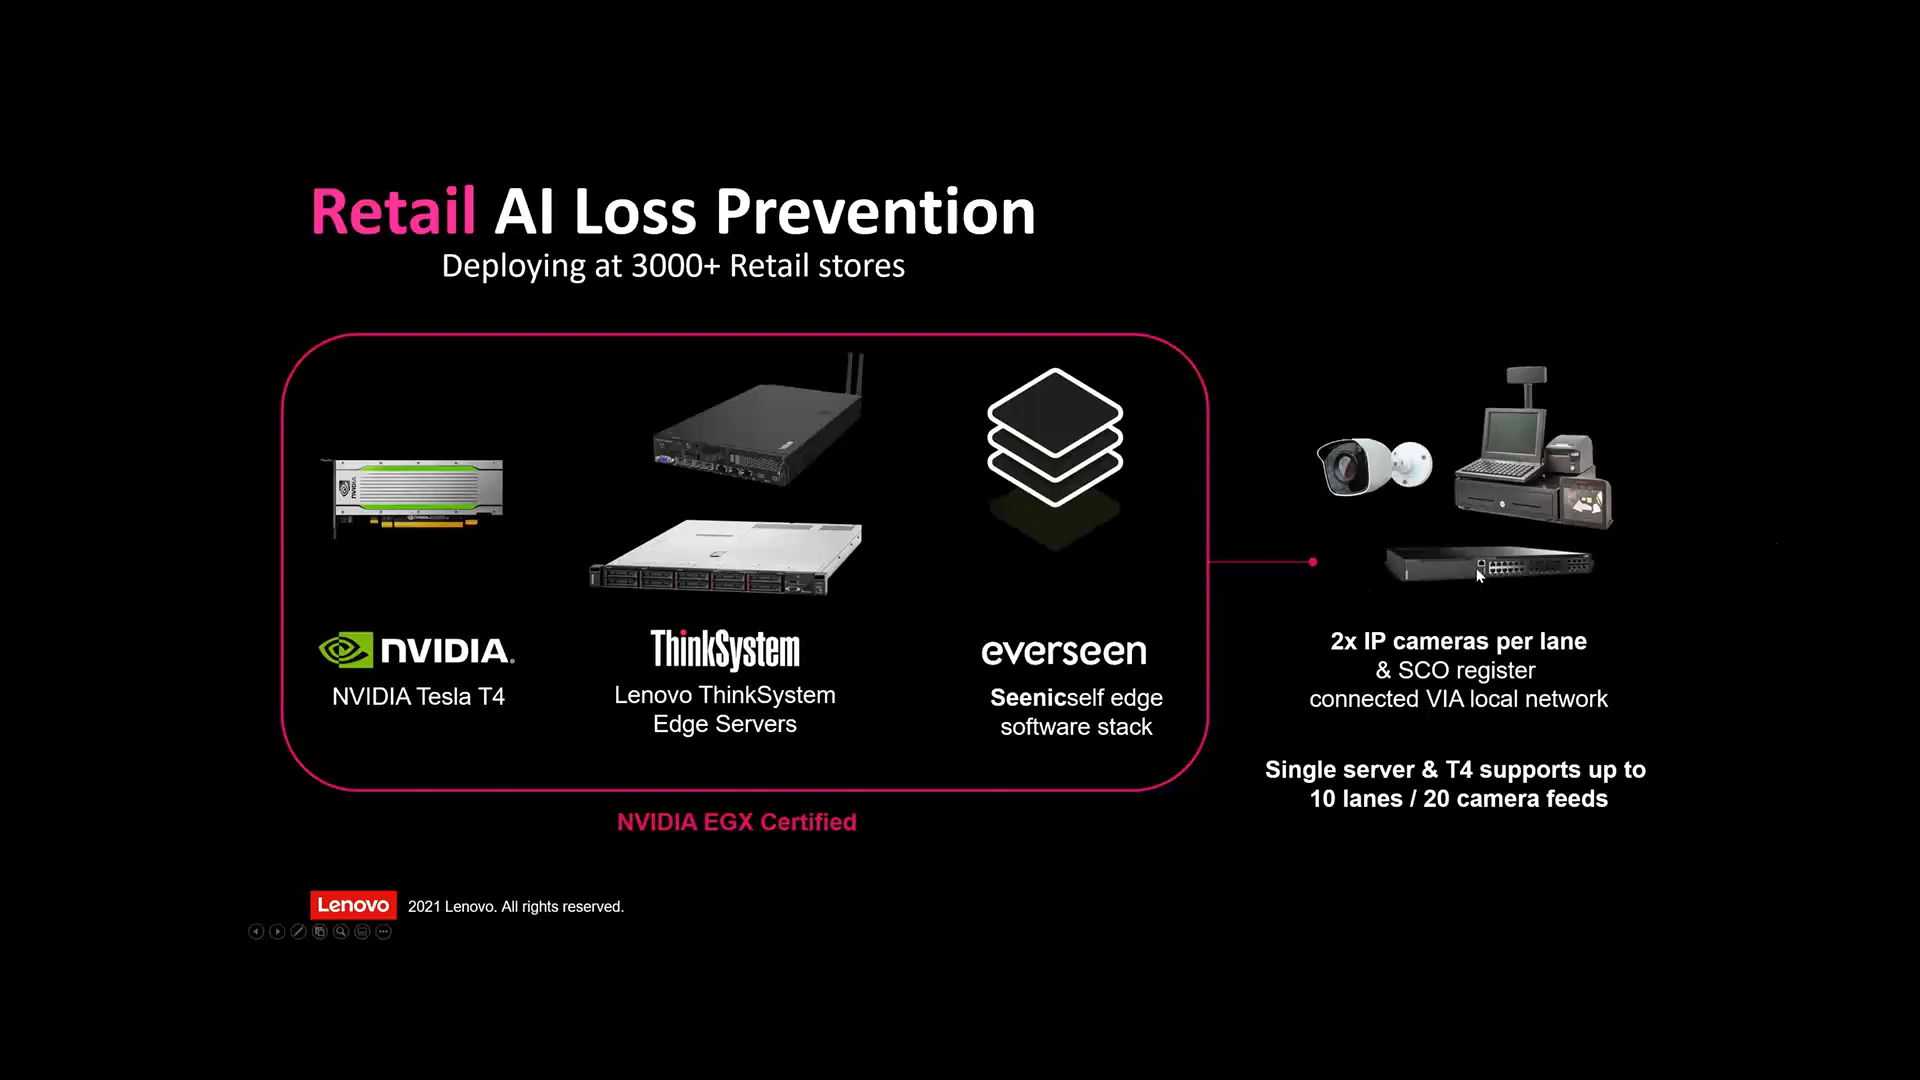 Retail AI Loss Prevention
Deploying at 3000+ Retail stores
NVIDIA
NVIDIA.
NVIDIA Tesla T4
ThinkSystem
Lenovo ThinkSystem
Edge Servers
everseen
Seenicself edge
software stack
2x IP cameras per lane
& SCO register
connected VIA local network
Single server & T4 supports up to
10 lanes / 20 camera feeds
NVIDIA EGX Certified
Lenovo
2021 Lenovo. All rights reserved.